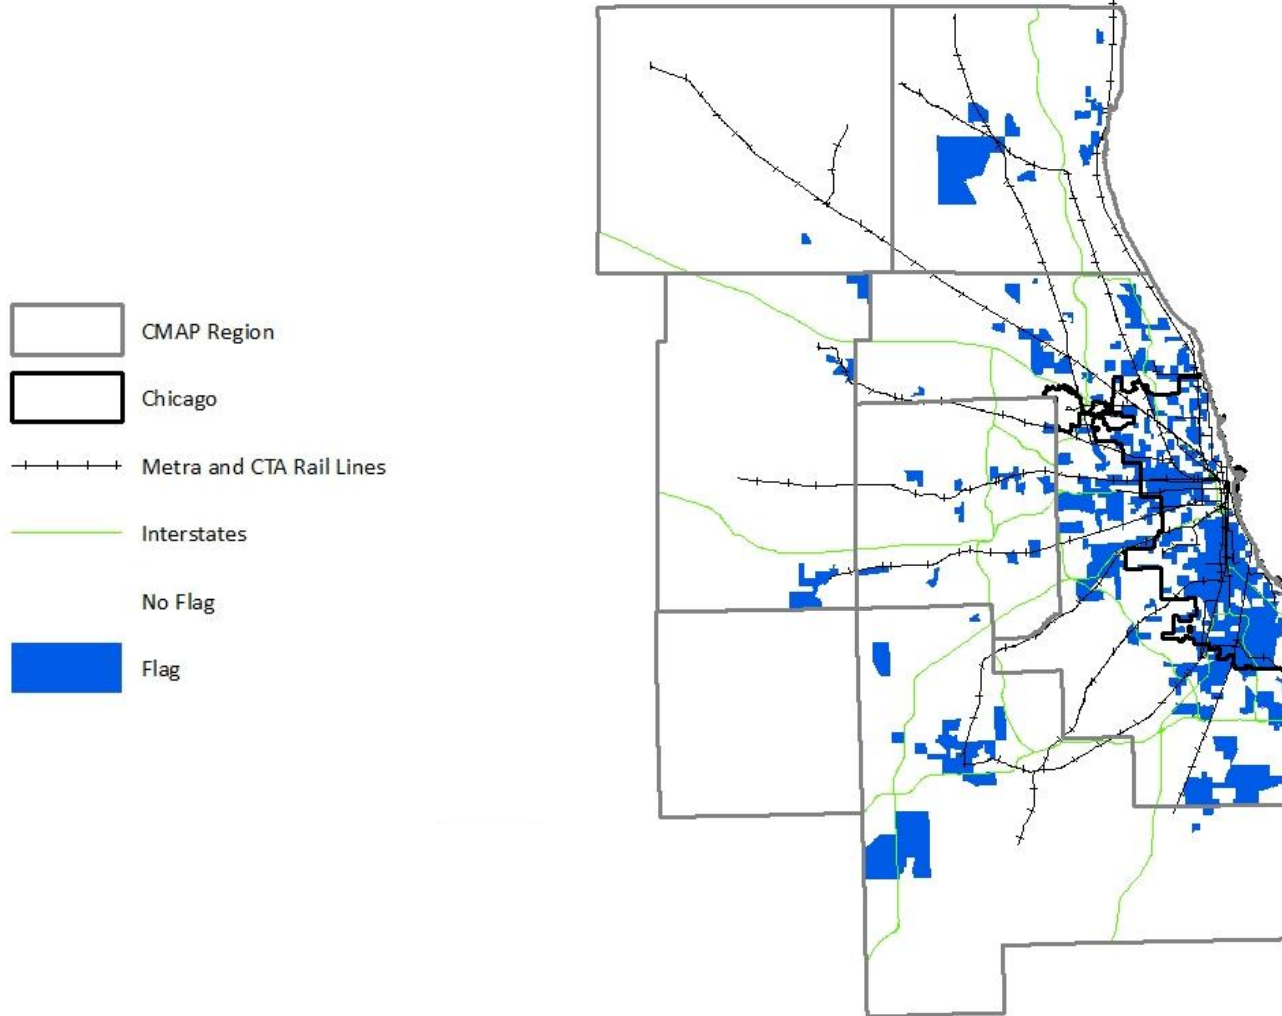 CMAP Region
Chicago
Metra and CTA Rail Lines
Interstates
No Flag
Flag